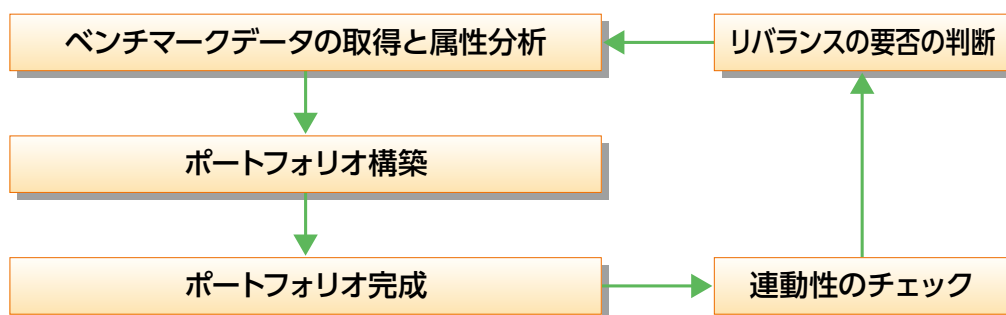 ベンチマークデータの取得と属性分析
リバランスの要否の判断
ポートフォリオ構築
ポートフォリオ完成
連動性のチェック